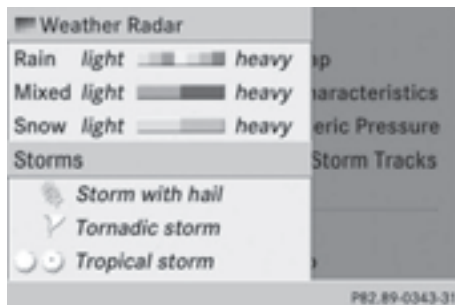 Weather Radar
Rain light heavy ap
Mixed light heavy haracteristics
Snow light heavy eric Pressure
Storms Storm Tracks
Storm with hail
Tornadic storm
Tropical storm
P82.89-0343-31